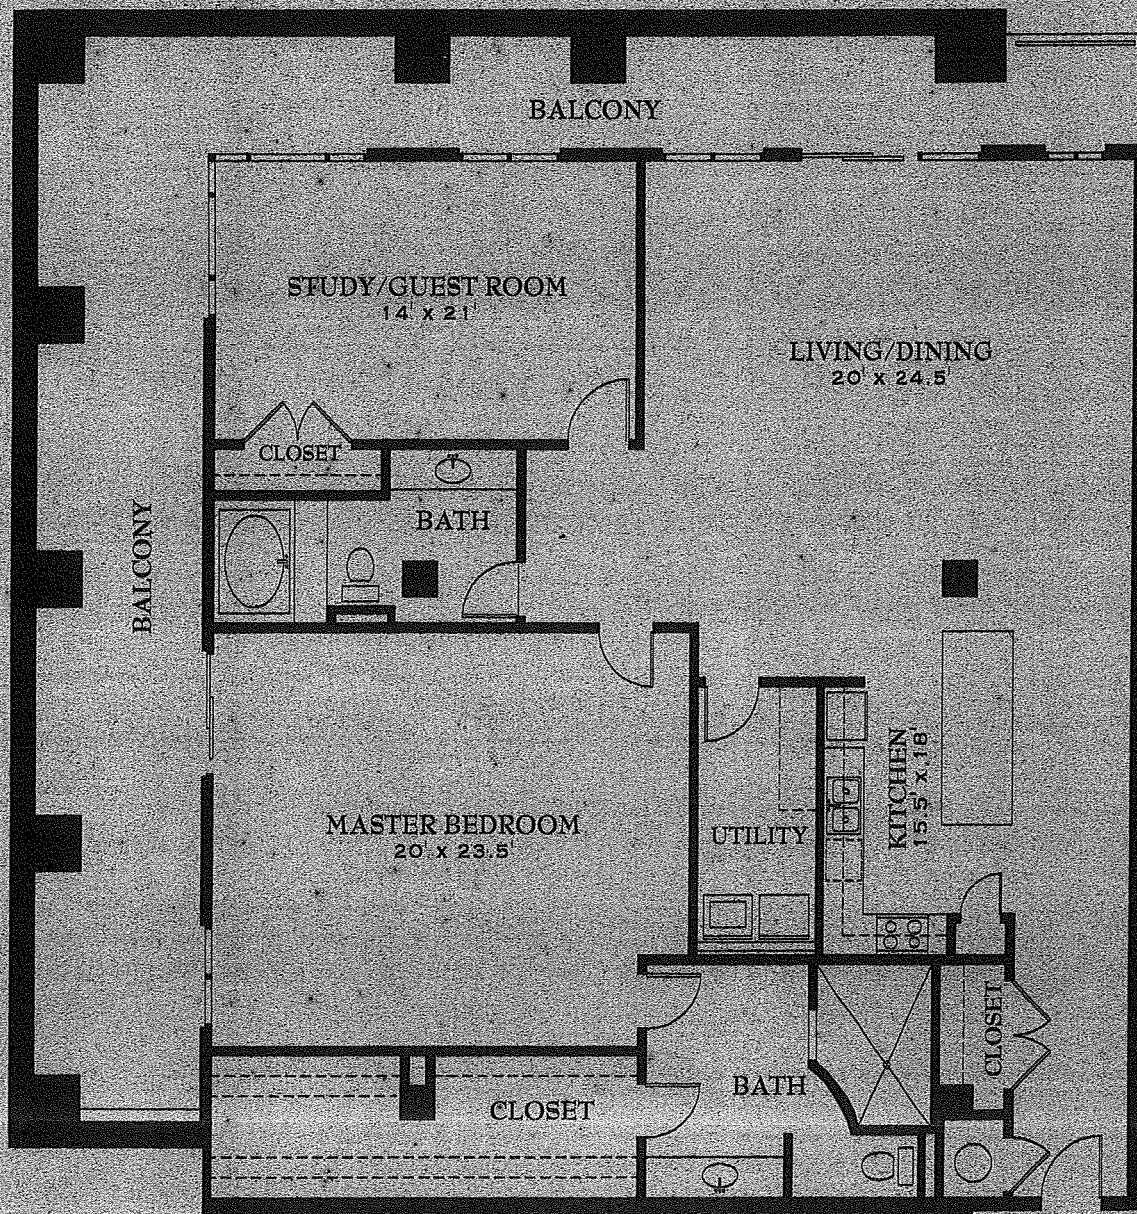 BALCONY
STUDY/GUEST ROOM
14' x 21'
LIVING/DINING
20' x 24.5'
CLOSET
BATH
BALCONY
KITCHEN
15.5' x 18'
MASTER BEDROOM
20' x 23.5'
UTILITY
CLOSET
BATH
CLOSET